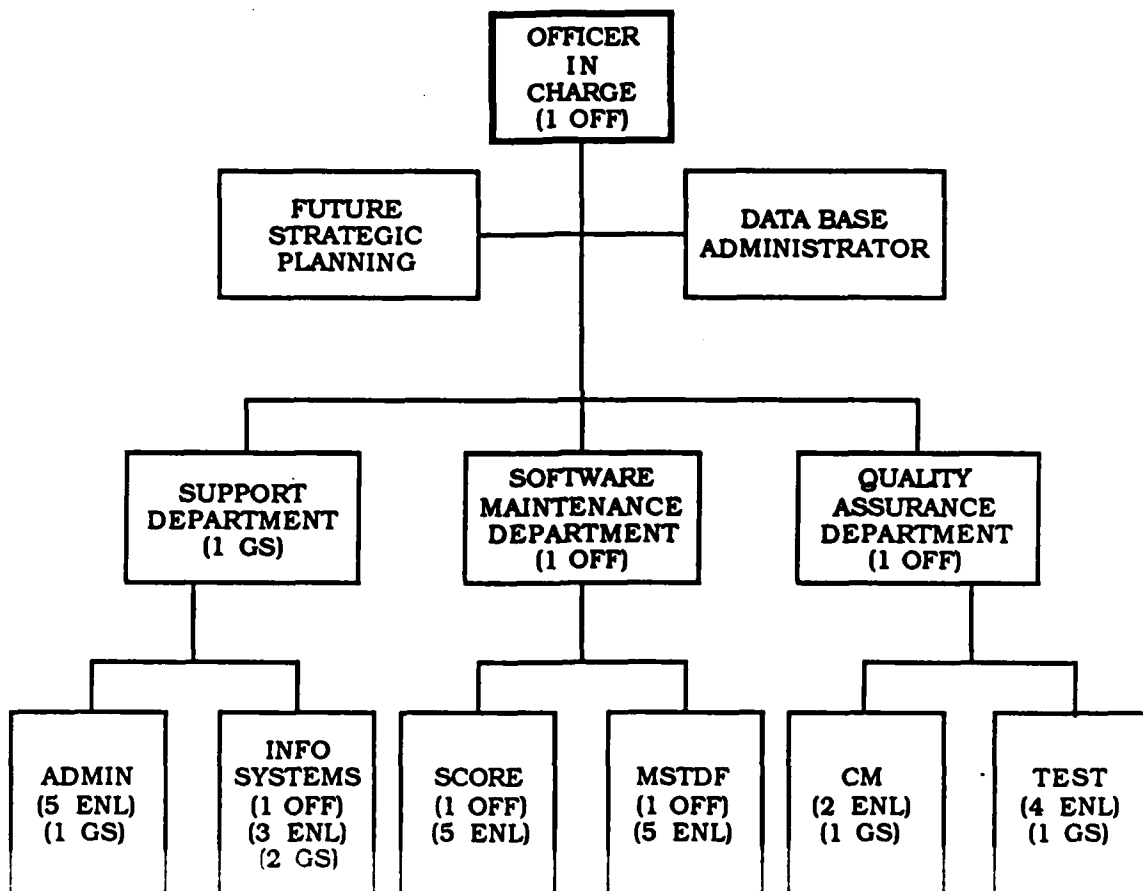 OFFICER
IN
CHARGE
(1 OFF)
FUTURE
STRATEGIC
PLANNING
DATA BASE
ADMINISTRATOR
SUPPORT
DEPARTMENT
(1 GS)
SOFTWARE
MAINTENANCE
DEPARTMENT
(1 OFF)
QUALITY
ASSURANCE
DEPARTMENT
(1 OFF)
ADMIN
(5 ENL)
(1 GS)
INFO
SYSTEMS
(1 OFF)
(3 ENL)
(2 GS)
SCORE
(1 OFF)
(5 ENL)
MSTDF
(1 OFF)
(5 ENL)
CM
(2 ENL)
(1 GS)
TEST
(4 ENL)
(1 GS)